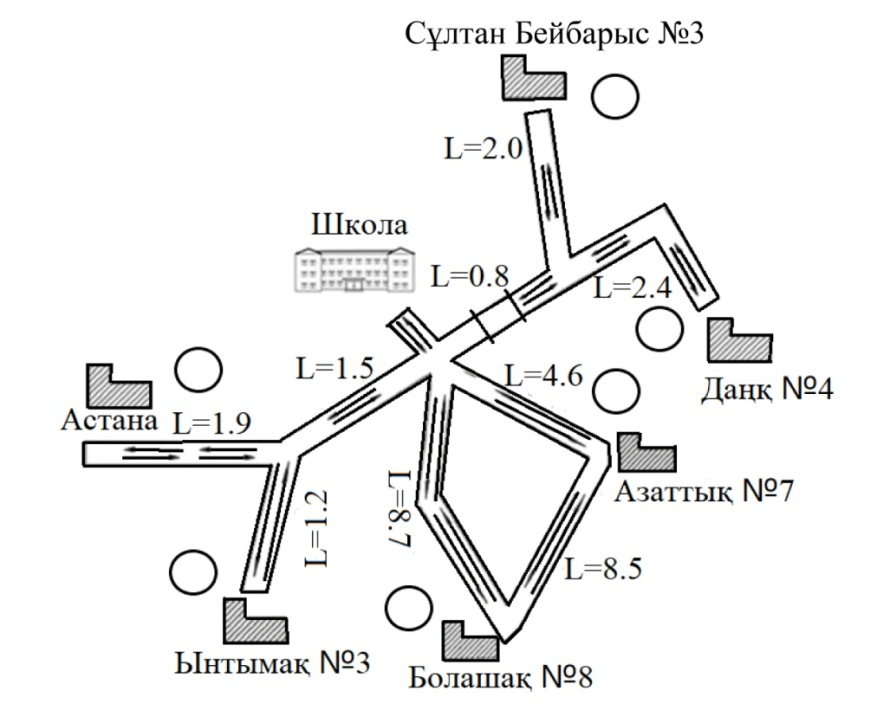 Сұлтан Бейбарыс №3
L=2.0
Школа
L=0.8
L=2.4
L=1.5
L=4.6
Даңк №4
Астана
L=1.9
Азаттық №7
L=8.7
L=1.2
L=8.5
Ынтымақ №3
Болашақ №8